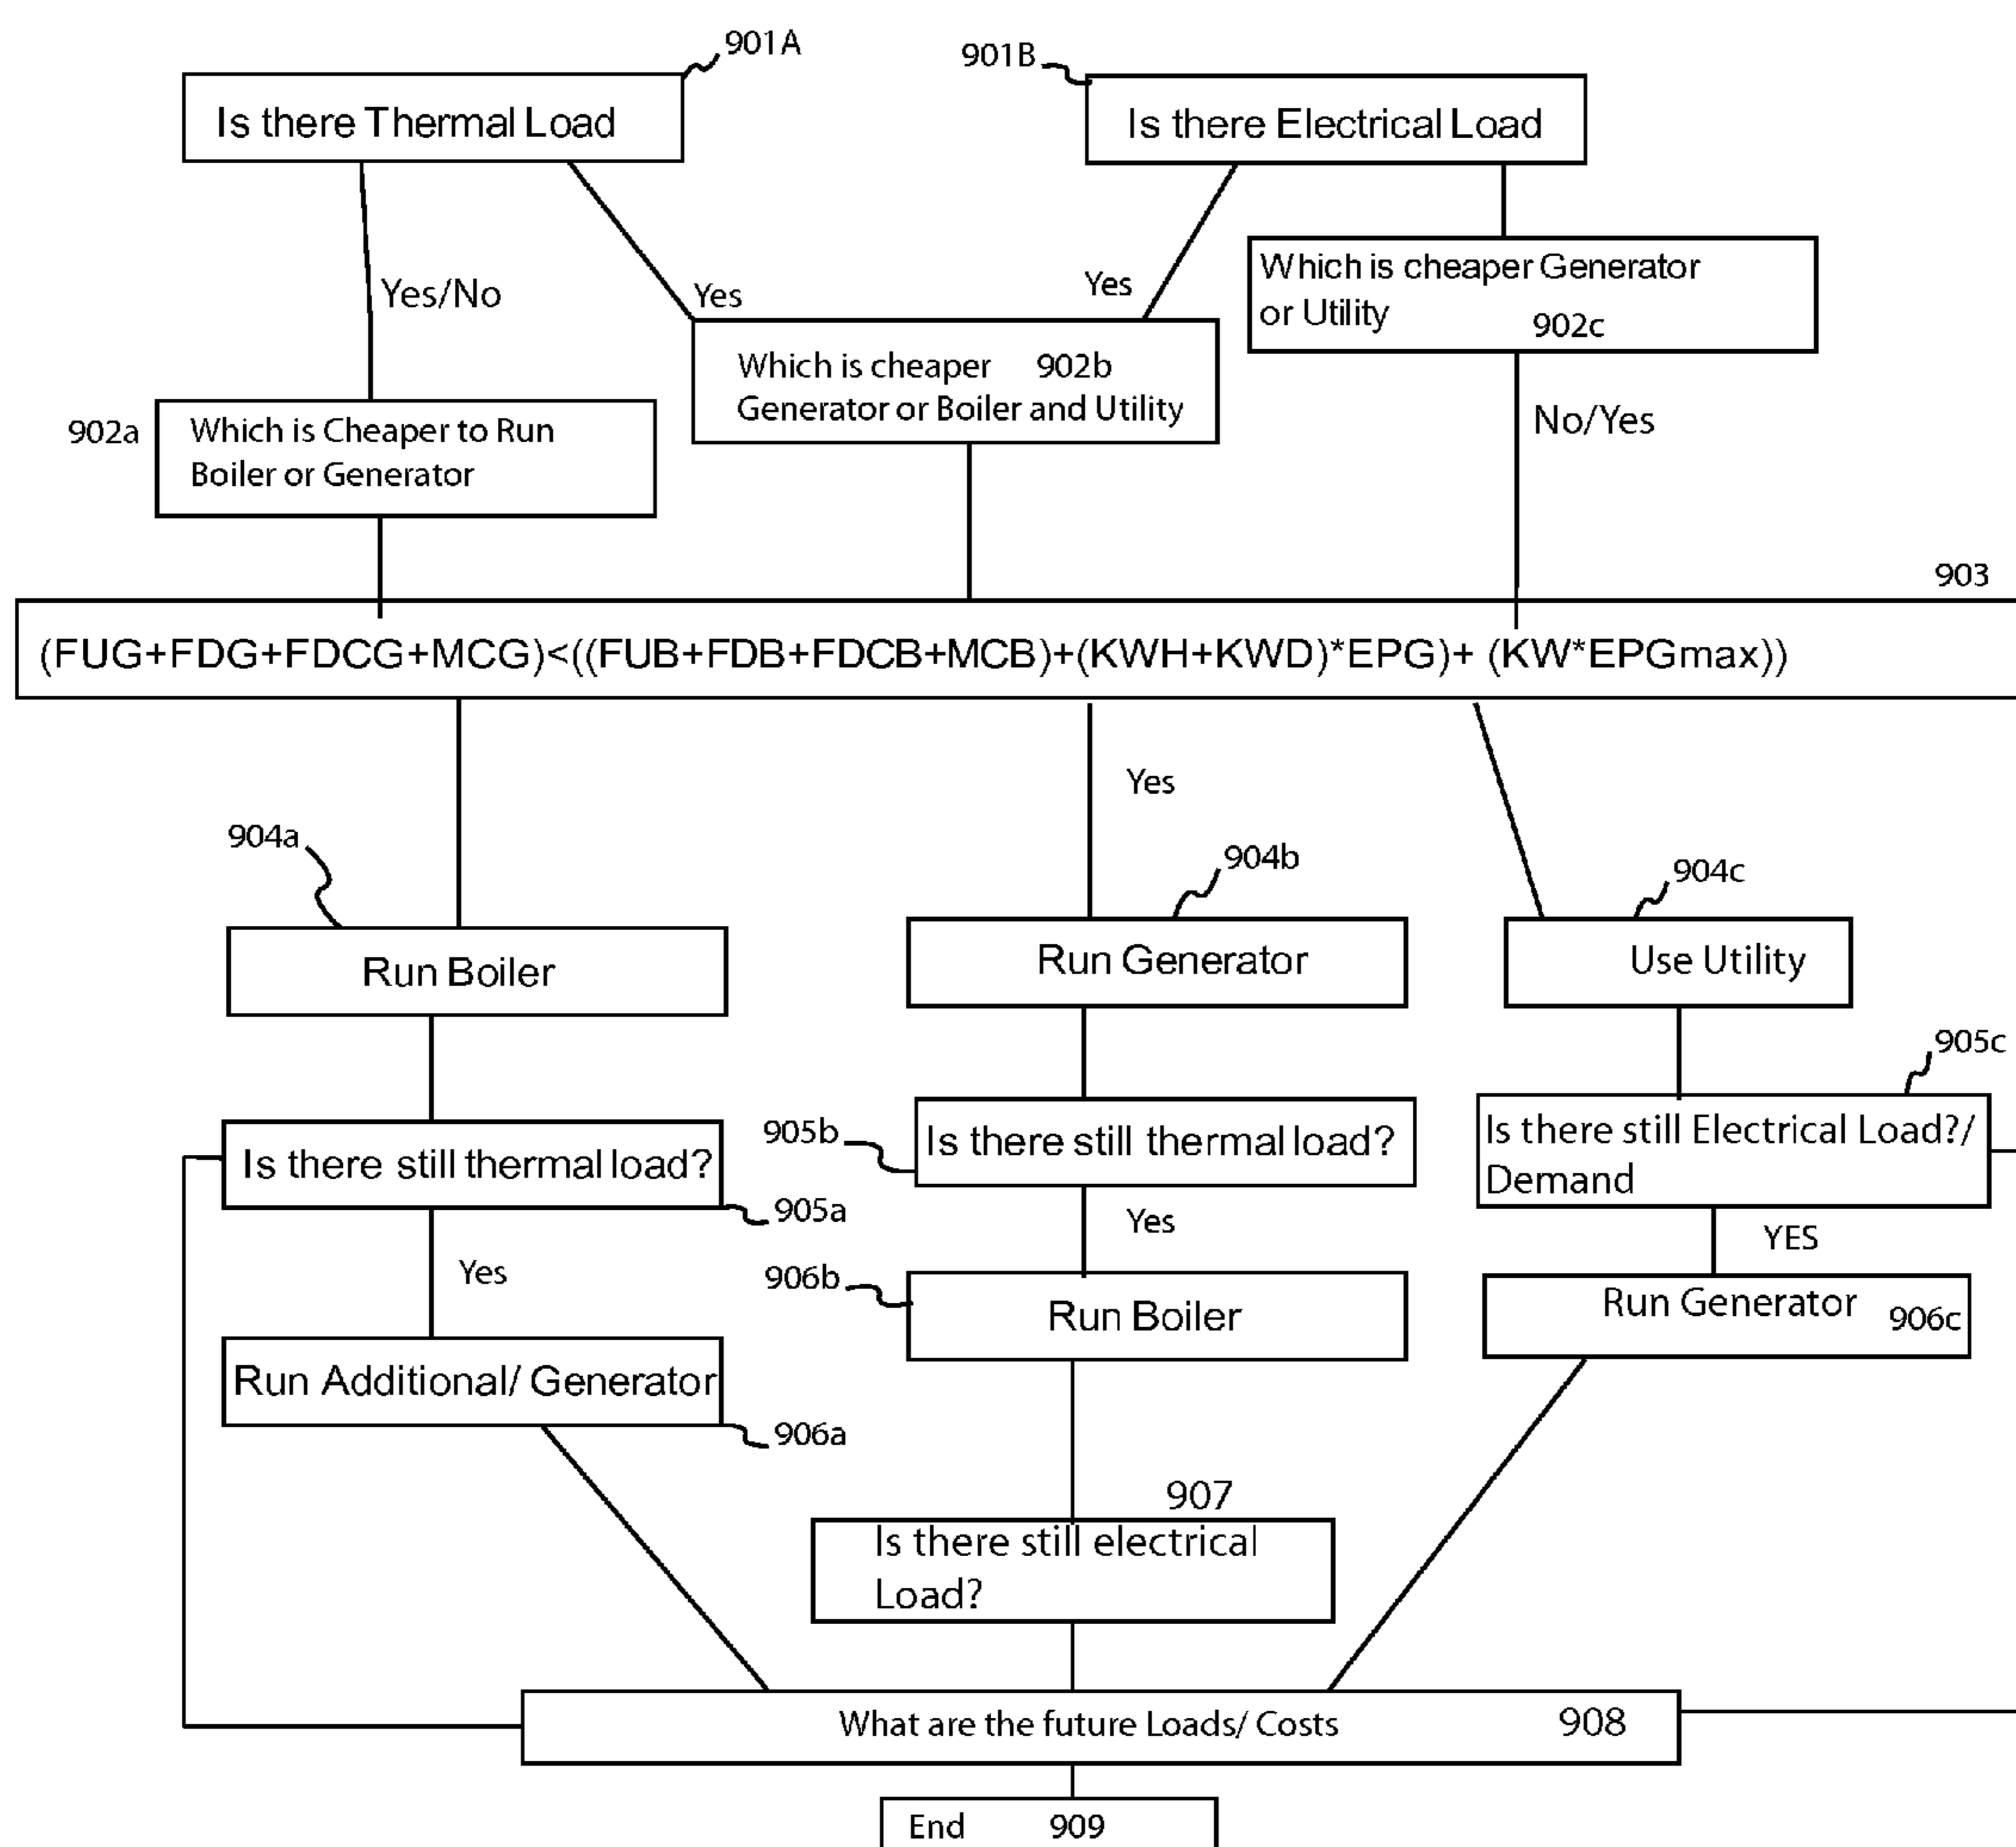 901A
901B
Is there Thermal Load
Is there Electrical Load
Yes/No
Yes
Yes
Which is cheaper Generator
or Utility 902c
Which is cheaper 902b
Generator or Boiler and Utility
902a
Which is Cheaper to Run
Boiler or Generator
No/Yes
903
(FUG+FDG+FDCG+MCG)<((FUB+FDB+FDCB+MCB)+(KWH+KWD)*EPG)+ (KW*EPGmax))
Yes
904a
904b
904c
Run Boiler
Run Generator
Use Utility
905c
905b
Is there still thermal load?
Is there still thermal load?
Is there still Electrical Load?/
Demand
905a
Yes
Yes
YES
906b
Run Boiler
Run Generator 906c
Run Additional/ Generator
906a
907
Is there still electrical
Load?
What are the future Loads/ Costs 908
End 909